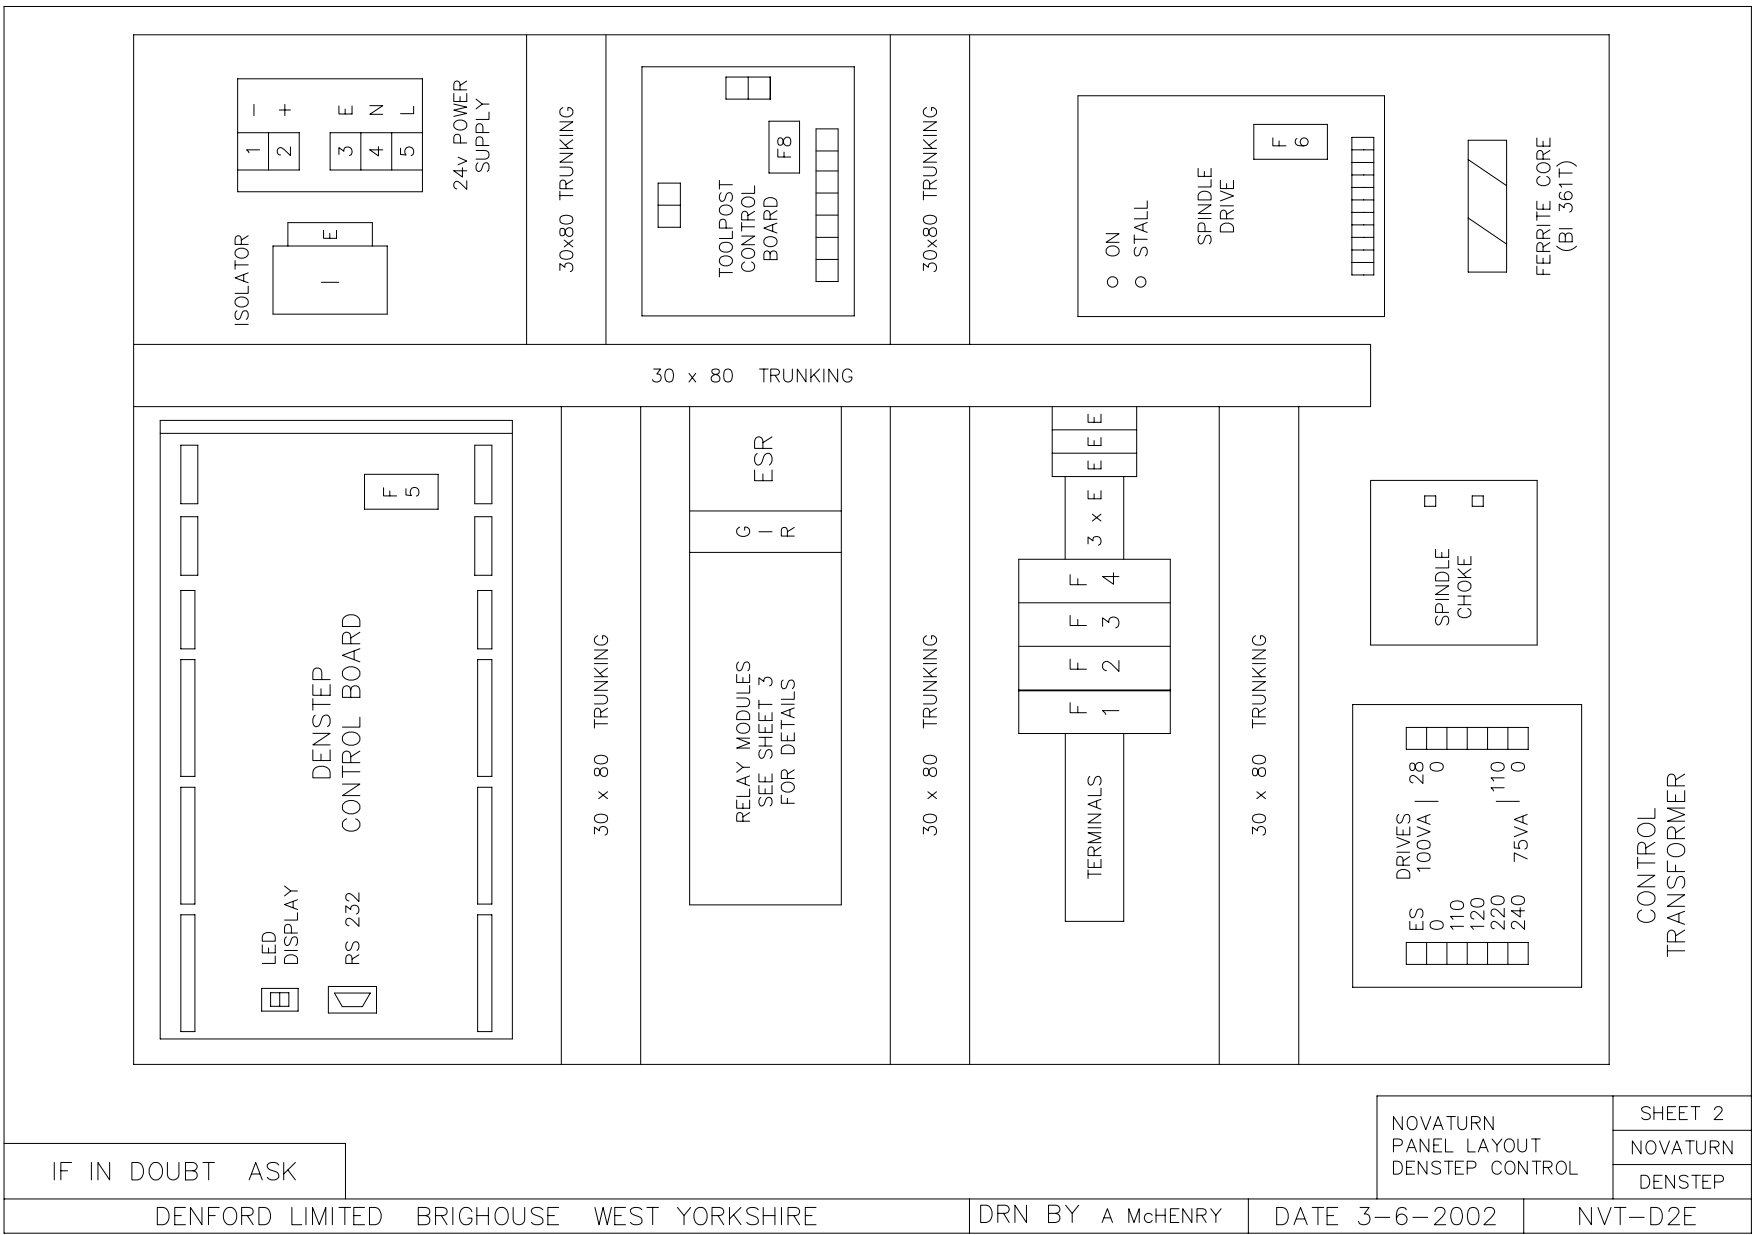 1 −
2 +
3 E
4 N
5 L
24v POWER
SUPPLY
ISOLATOR
E
I
30x80 TRUNKING
F8
TOOLPOST
CONTROL
BOARD
30x80 TRUNKING
F
6
SPINDLE
DRIVE
ON
STALL
FERRITE CORE
(BI 361T)
30 x 80 TRUNKING
F
5
DENSTEP
CONTROL BOARD
LED
DISPLAY
RS 232
30 x 80 TRUNKING
ESR
G I R
RELAY MODULES
SEE SHEET 3
FOR DETAILS
30 x 80 TRUNKING
E
E
E
3 x E
F 4
F 3
F 2
F 1
TERMINALS
30 x 80 TRUNKING
SPINDLE
CHOKE
DRIVES
100VA | 28
0
75VA | 110
0
ES
0
110
120
220
240
CONTROL
TRANSFORMER
NOVATURN
PANEL LAYOUT
DENSTEP CONTROL
SHEET 2
NOVATURN
DENSTEP
IF IN DOUBT ASK
DENFORD LIMITED BRIGHOUSE WEST YORKSHIRE
DRN BY A McHENRY
DATE 3−6−2002
NVT−D2E